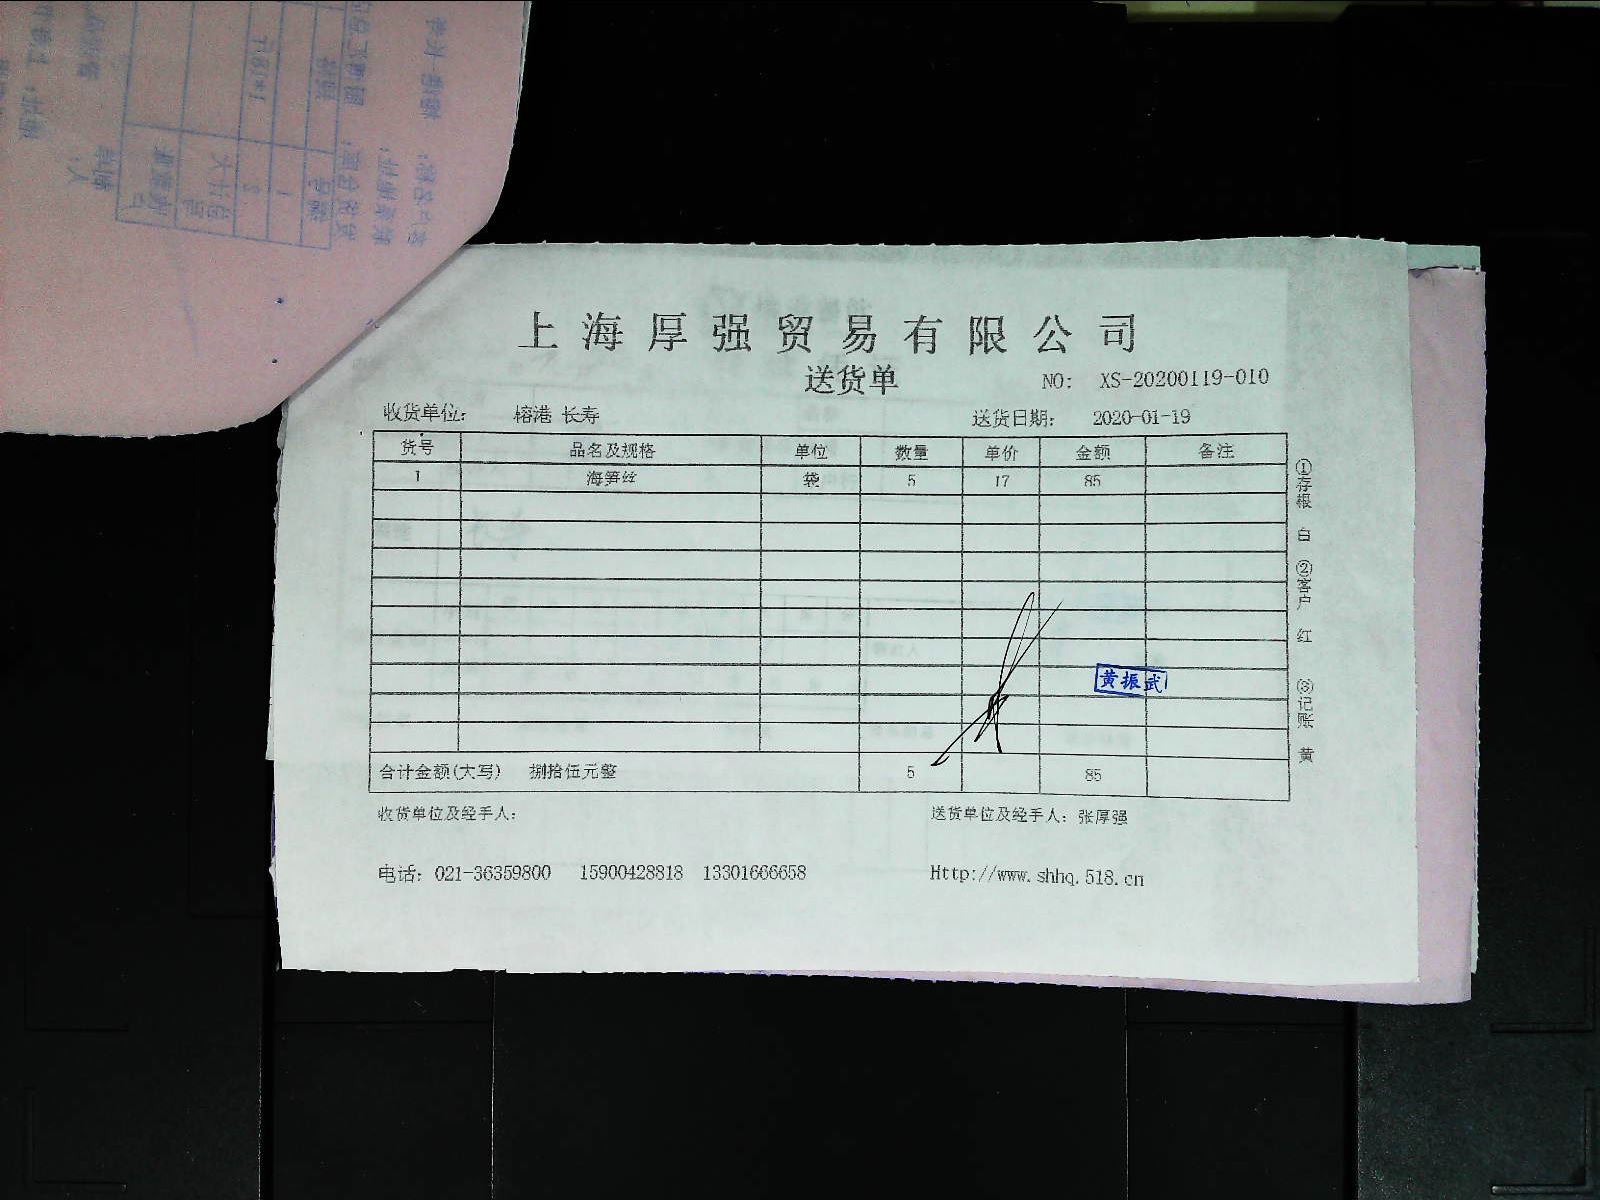 上海厚强贸易有限公司
送货单
NO: XS-20200119-010
收货单位: 榕港 长寿 送货日期: 2020-01-19
货号 品名及规格 单位 数量 单价 金额 备注
1 海笋丝 袋 5 17 85
黄振武
合计金额(大写) 捌拾伍元整 5 85
收货单位及经手人: 送货单位及经手人: 张厚强
电话: 021-36359800 15900428818 13301666658 Http://www.shhq.518.cn
①存根 白 ②客户 红 ③记账 黄